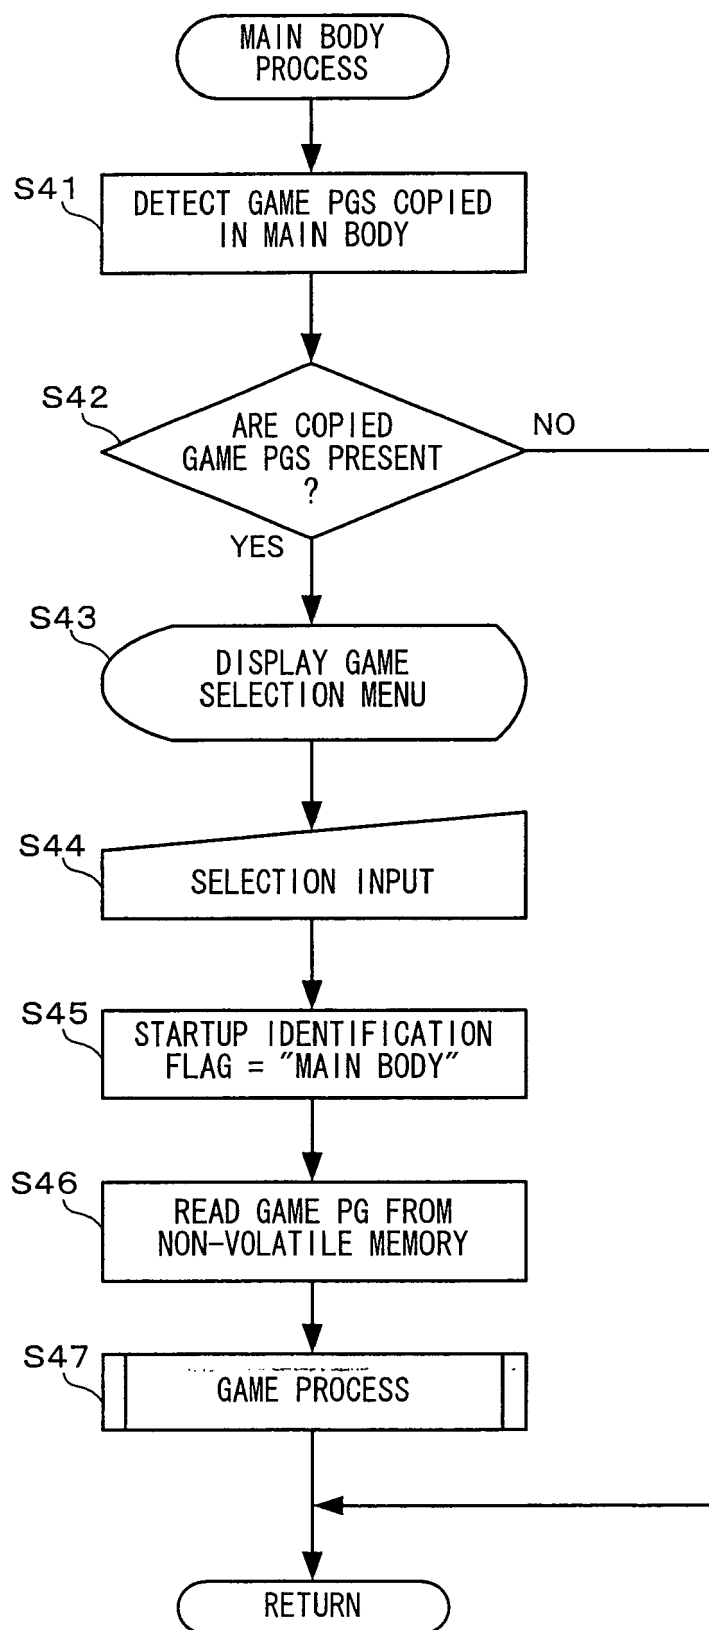 MAIN BODY
PROCESS
S41
DETECT GAME PGS COPIED
IN MAIN BODY
S42
ARE COPIED
GAME PGS PRESENT
?
NO
YES
S43
DISPLAY GAME
SELECTION MENU
S44
SELECTION INPUT
S45
STARTUP IDENTIFICATION
FLAG = "MAIN BODY"
S46
READ GAME PG FROM
NON-VOLATILE MEMORY
S47
GAME PROCESS
RETURN